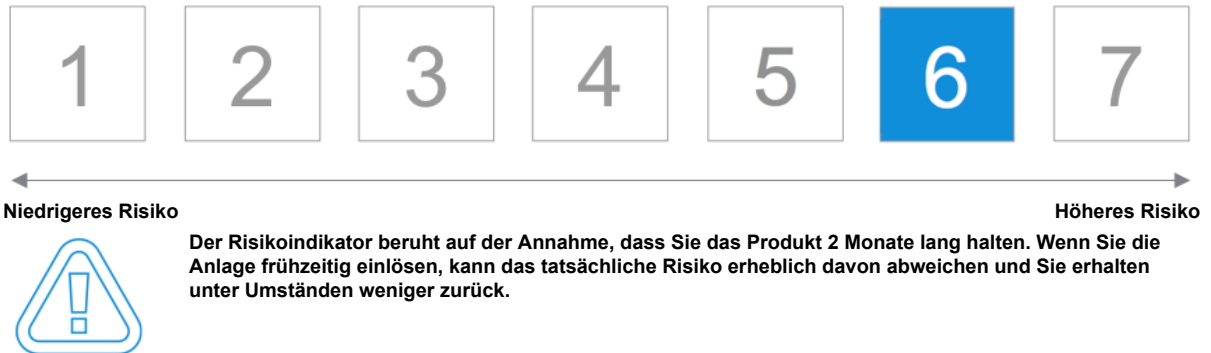 1 2 3 4 5 6 7
Niedrigeres Risiko Höheres Risiko
Der Risikoindikator beruht auf der Annahme, dass Sie das Produkt 2 Monate lang halten. Wenn Sie die
Anlage frühzeitig einlösen, kann das tatsächliche Risiko erheblich davon abweichen und Sie erhalten
unter Umständen weniger zurück.